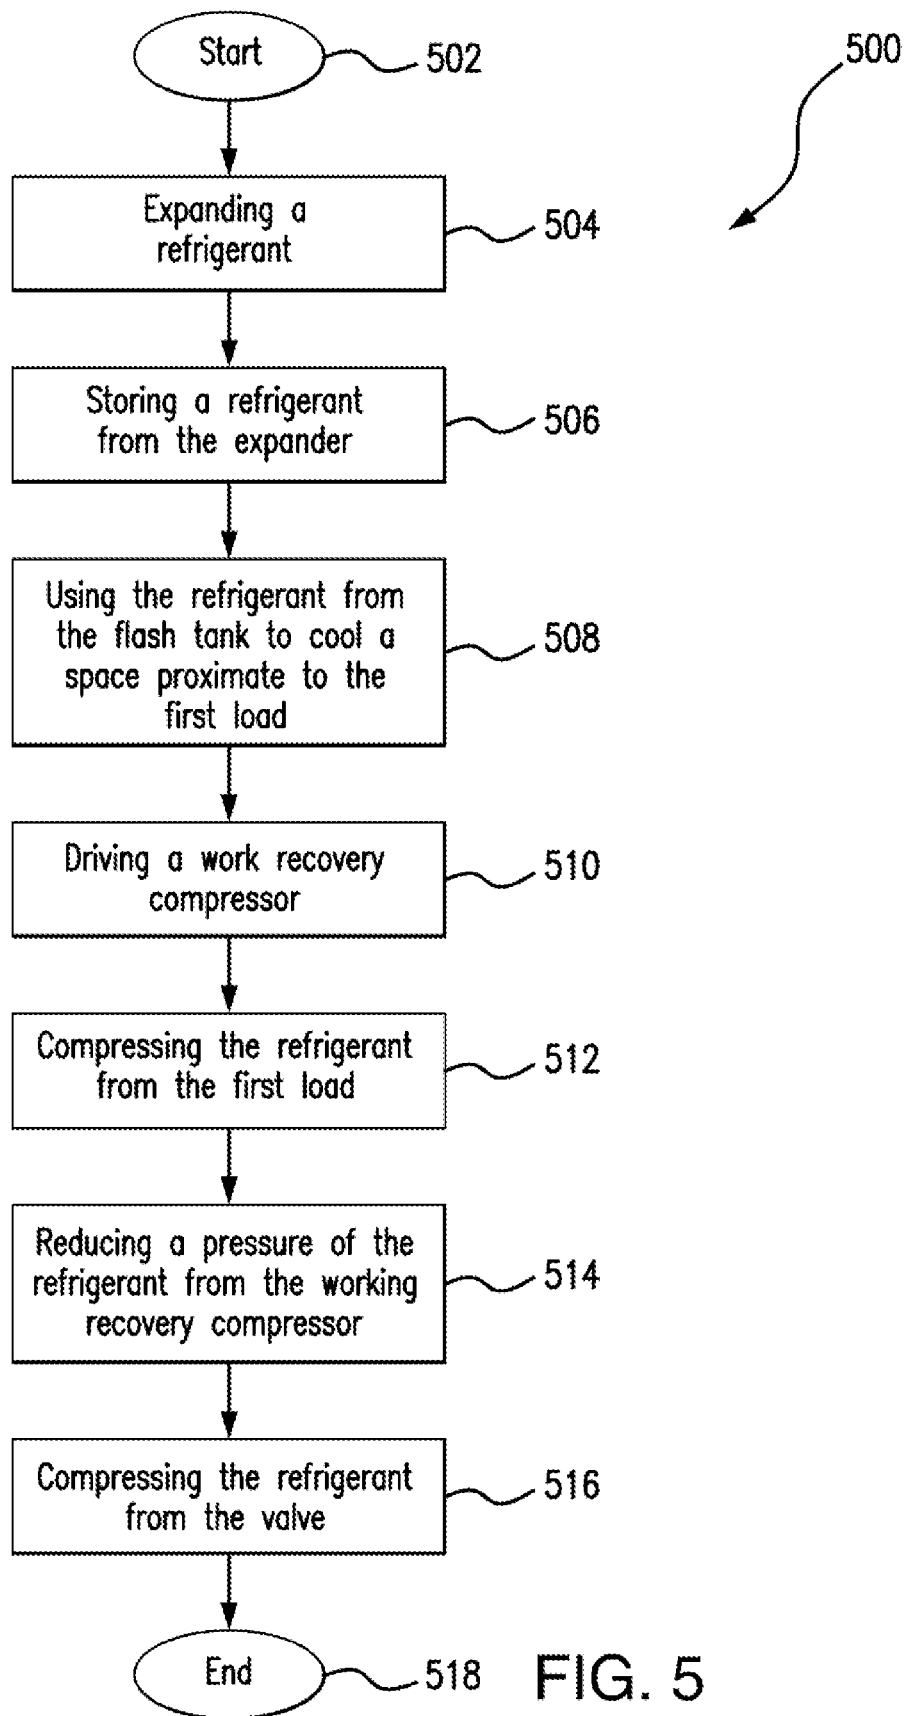 Start
502
500
Expanding a
refrigerant
504
Storing a refrigerant
from the expander
506
Using the refrigerant from
the flash tank to cool a
space proximate to the
first load
508
Driving a work recovery
compressor
510
Compressing the refrigerant
from the first load
512
Reducing a pressure of the
refrigerant from the working
recovery compressor
514
Compressing the refrigerant
from the valve
516
End
518
FIG. 5